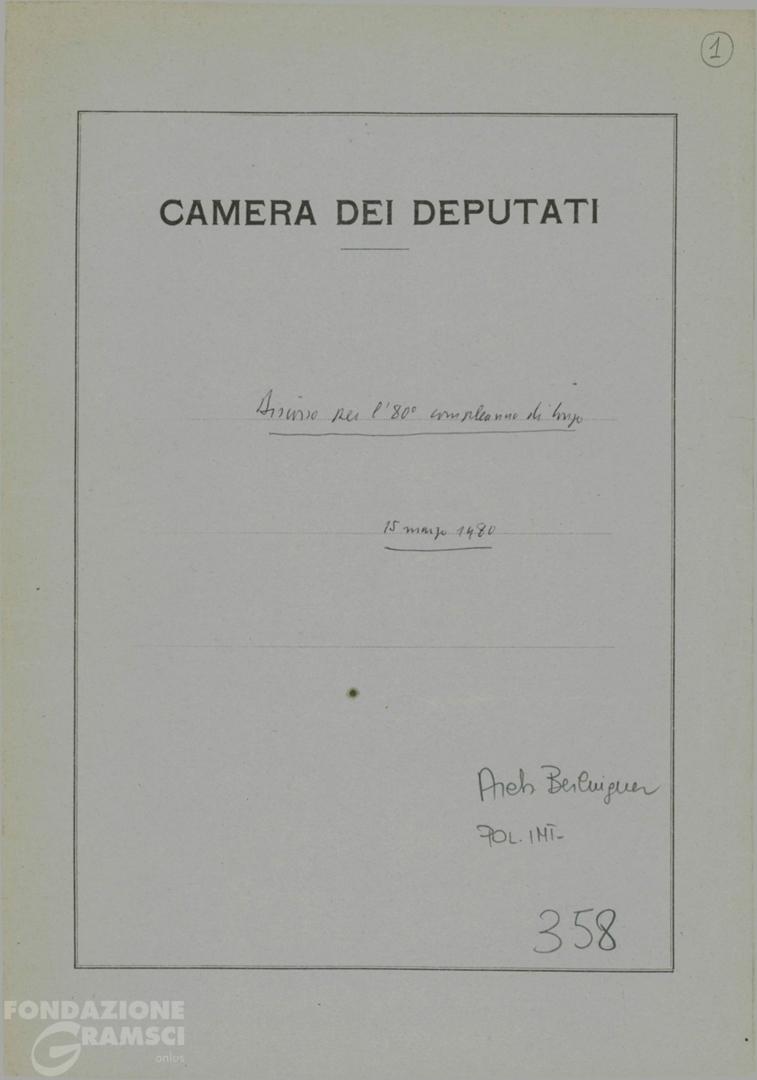 1
CAMERA DEI DEPUTATI
Discorso per l'80° compleanno di Longo
15 marzo 1980
Arch Berlinguer
POL. INT.
358
FONDAZIONE
GRAMSCI
onlus